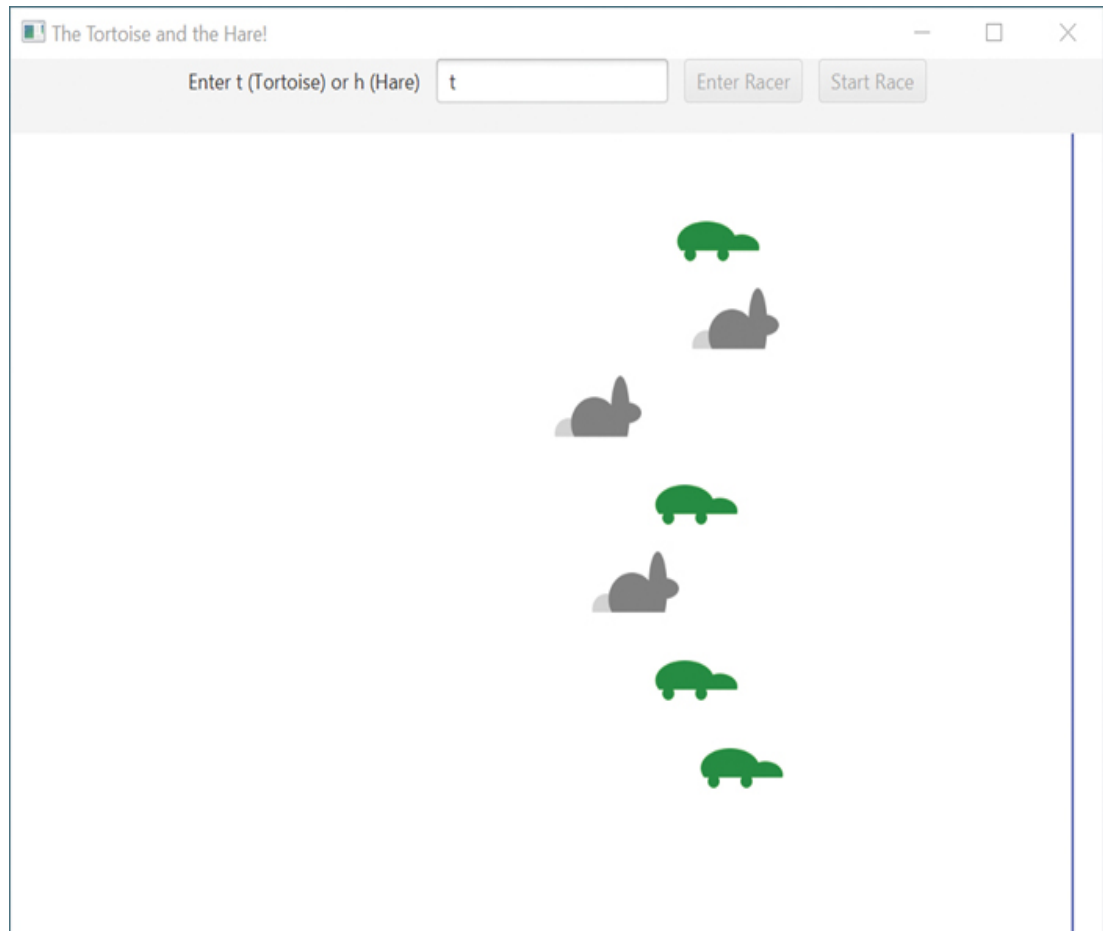 The Tortoise and the Hare!
Enter t (Tortoise) or h (Hare) t Enter Racer Start Race